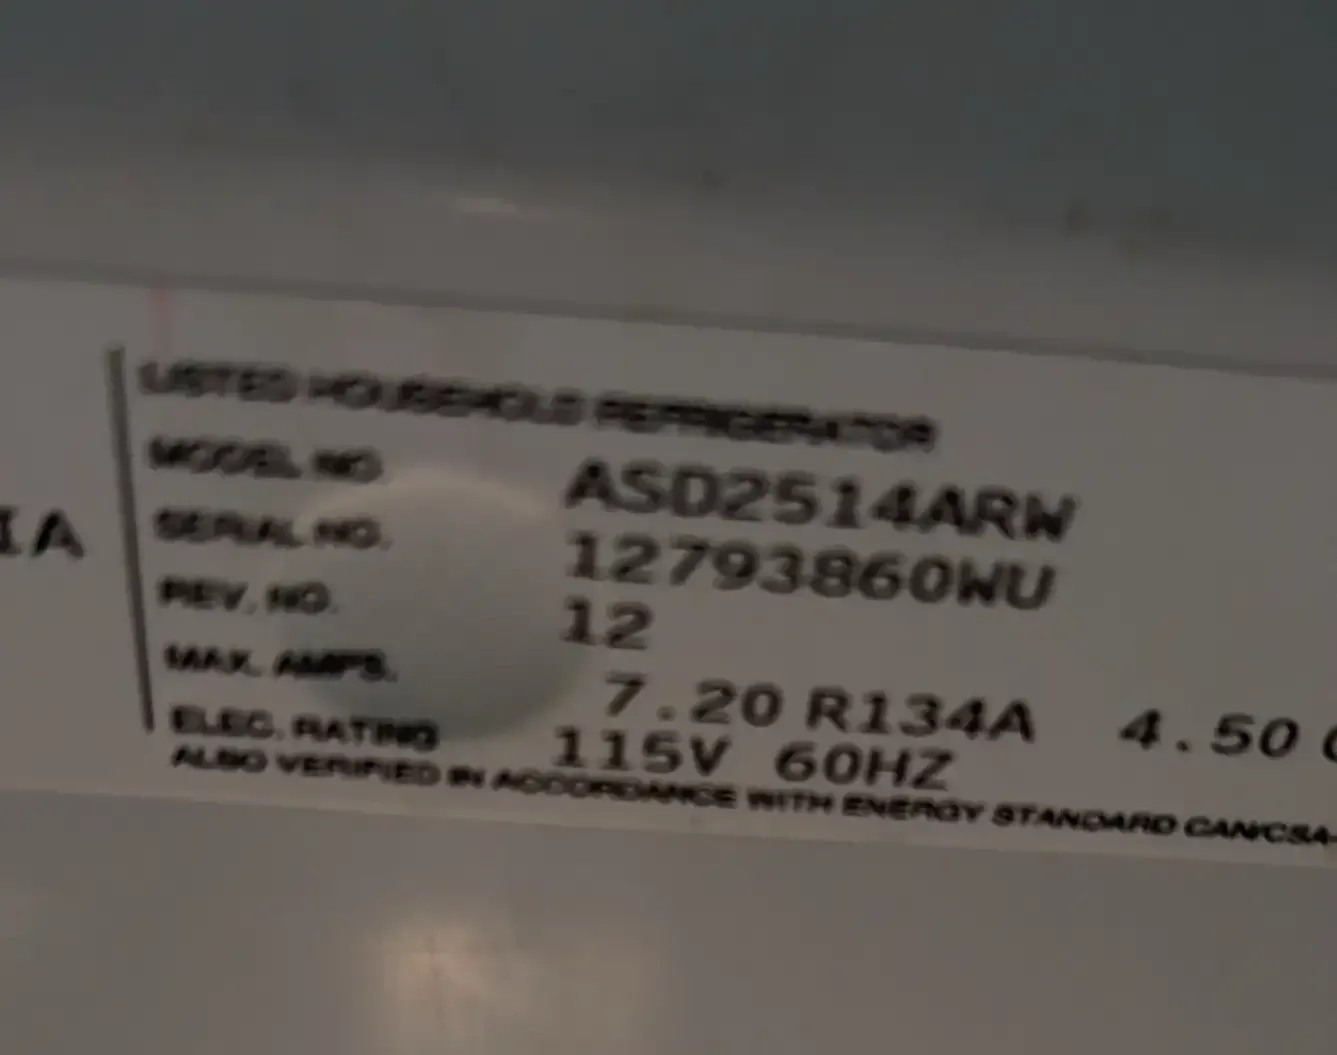 LISTED HOUSEHOLD REFRIGERATOR
MODEL NO. ASD2514ARW
SERIAL NO. 12793860WU
IA
REV. NO. 12
MAX. AMPS. 7.20 R134A 4.50
ELEC. RATING 115V 60HZ
ALSO VERIFIED IN ACCORDANCE WITH ENERGY STANDARD CAN/CSA-